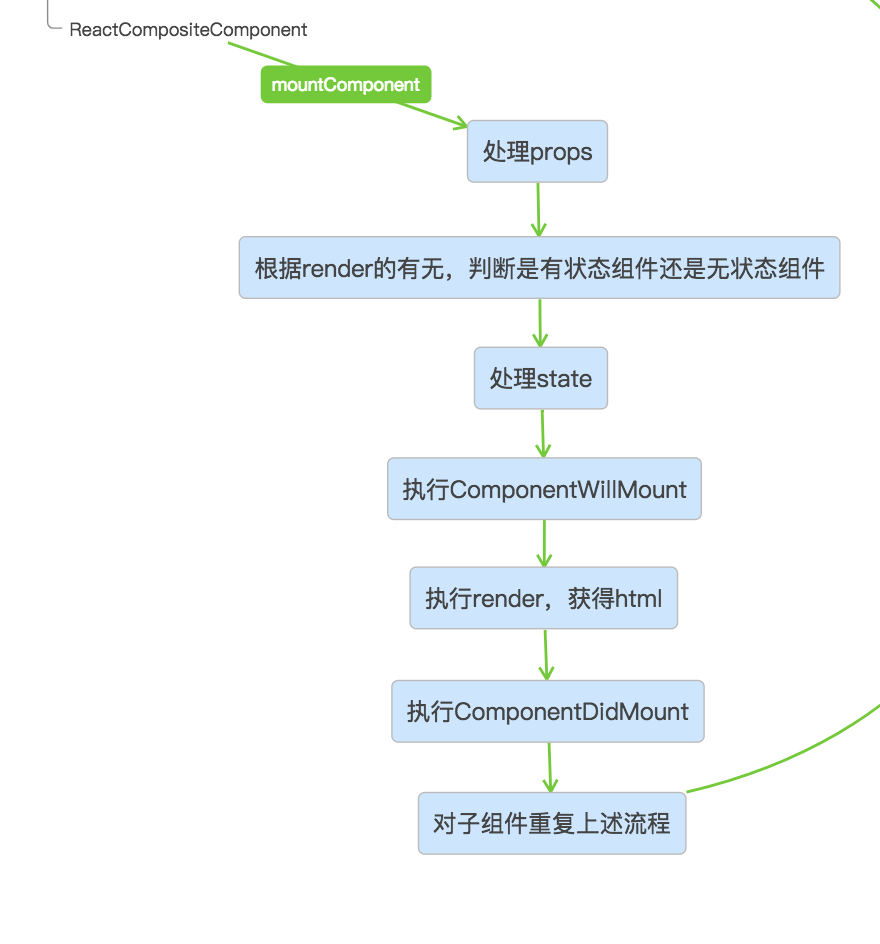 ReactCompositeComponent
mountComponent
处理props
根据render的有无，判断是有状态组件还是无状态组件
处理state
执行ComponentWillMount
执行render，获得html
执行ComponentDidMount
对子组件重复上述流程